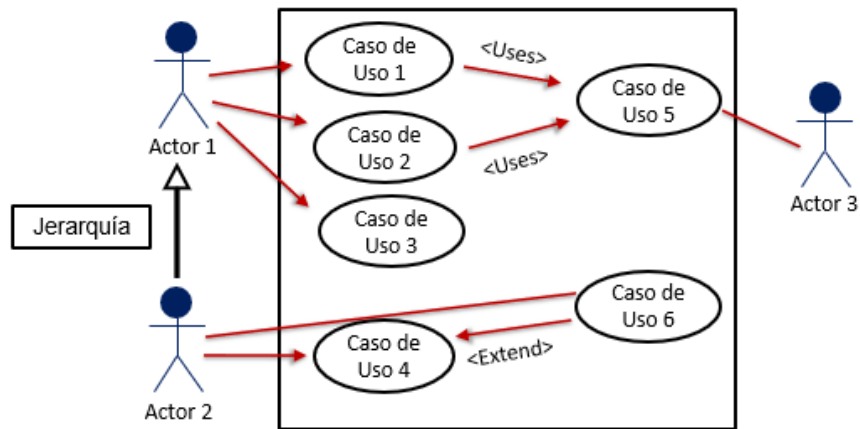 Caso de
Uso 1
<Uses>
Caso de
Uso 5
Actor 1
Caso de
Uso 2
<Uses>
Actor 3
Jerarquía
Caso de
Uso 3
Caso de
Uso 6
Caso de
Uso 4
<Extend>
Actor 2